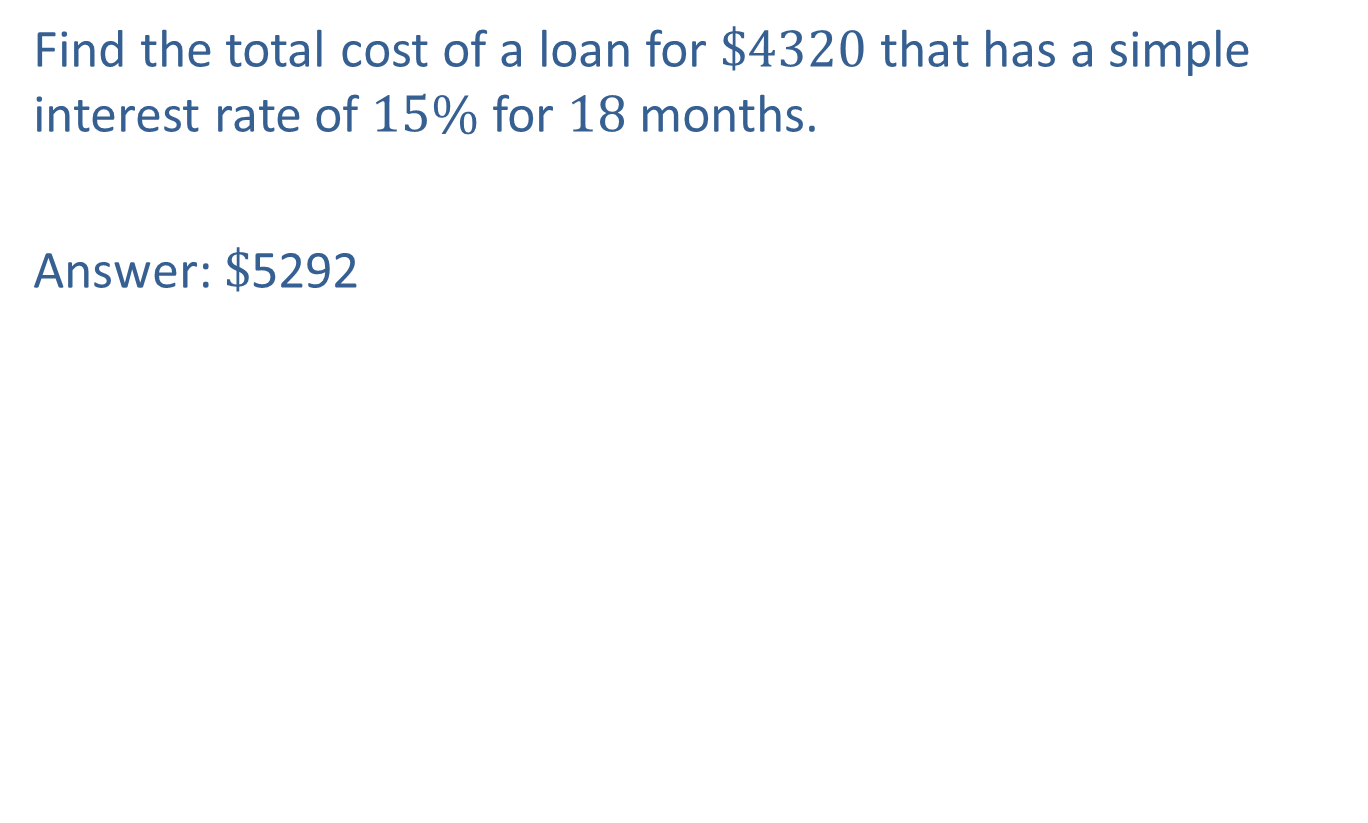 Find the total cost of a loan for $4320 that has a simple
interest rate of 15% for 18 months.
Answer: $5292